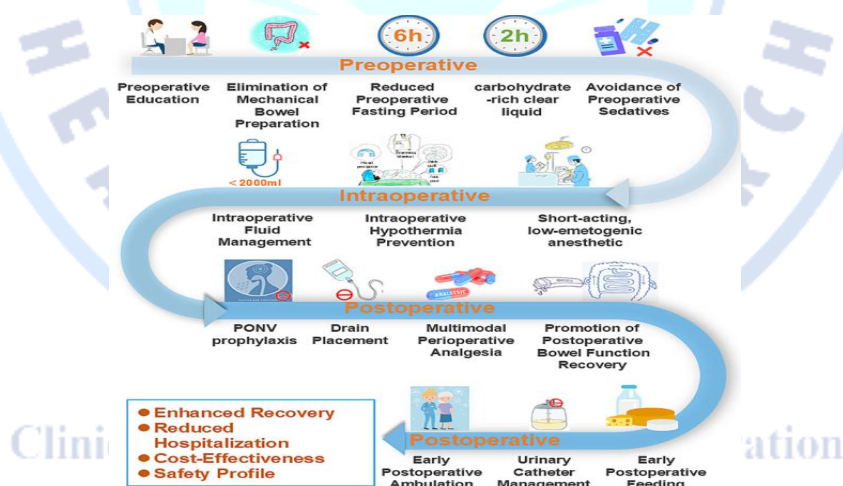 6h
2h
Preoperative
Preoperative
Education
Elimination of
Mechanical
Bowel
Preparation
Reduced
Preoperative
Fasting Period
carbohydrate
-rich clear
liquid
Avoidance of
Preoperative
Sedatives
< 2000ml
Intraoperative
Intraoperative
Fluid
Management
Intraoperative
Hypothermia
Prevention
Short-acting,
low-emetogenic
anesthetic
ANALGESIC
Postoperative
PONV
prophylaxis
Drain
Placement
Multimodal
Perioperative
Analgesia
Promotion of
Postoperative
Bowel Function
Recovery
Enhanced Recovery
Reduced
Hospitalization
Cost-Effectiveness
Safety Profile
Postoperative
Early
Postoperative
Ambulation
Urinary
Catheter
Management
Early
Postoperative
Feeding
Clini
ation